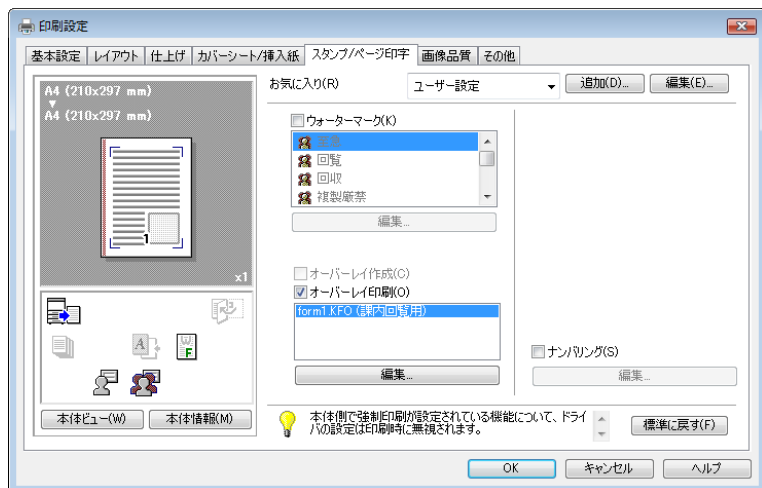 印刷設定
基本設定 レイアウト 仕上げ カバーシート/挿入紙 スタンプ/ページ印字 画像品質 その他
A4 (210x297 mm)
A4 (210x297 mm)
1
x1
R
A
W
F
本体ビュー(W) 本体情報(M)
お気に入り(R) ユーザー設定 追加(D)... 編集(E)...
ウォーターマーク(K)
回覧
回収
複製厳禁
編集...
オーバーレイ作成(C)
オーバーレイ印刷(O)
form1.KFO (課内回覧用)
編集...
ナンバリング(S)
編集...
本体側で強制印刷が設定されている機能について、ドライ
バの設定は印刷時に無視されます。
標準に戻す(F)
OK キャンセル ヘルプ